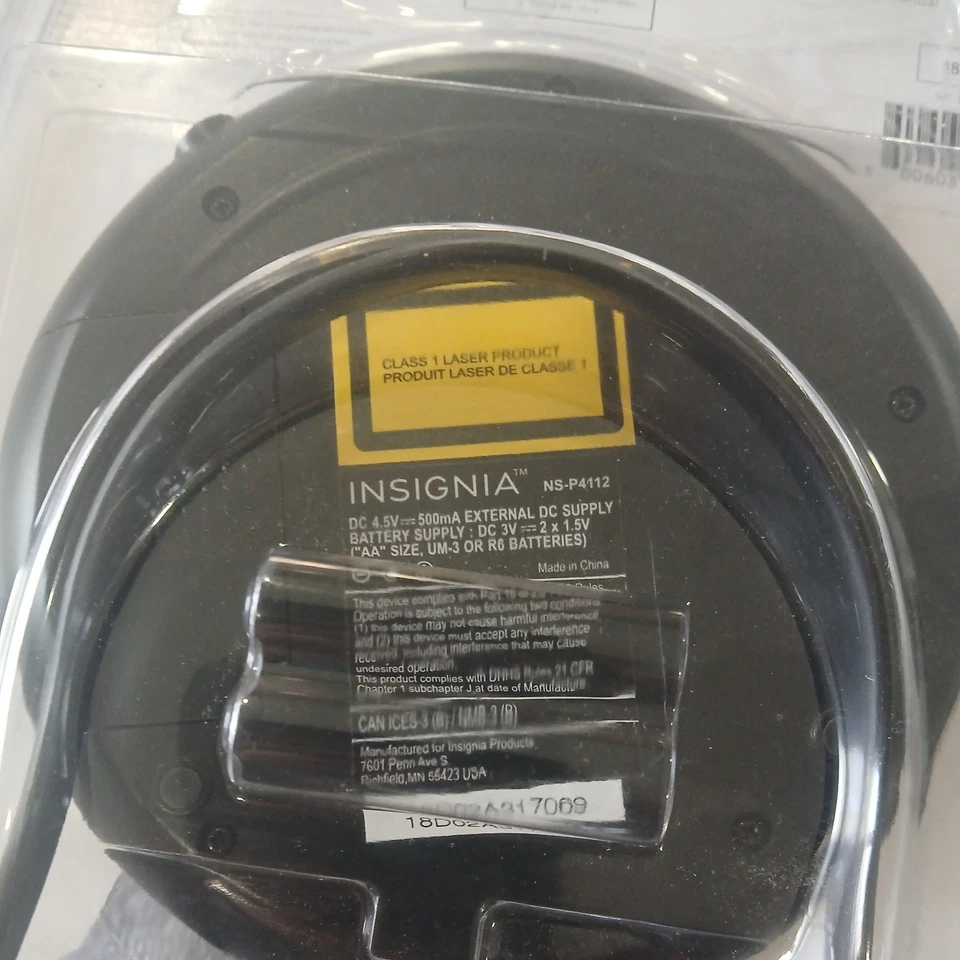 18
00603
CLASS 1 LASER PRODUCT
PRODUIT LASER DE CLASSE 1
INSIGNIA™ NS-P4112
DC 4.5V⎓500mA EXTERNAL DC SUPPLY
BATTERY SUPPLY : DC 3V⎓2 x 1.5V
("AA" SIZE, UM-3 OR R6 BATTERIES)
Made in China
This device complies with Part 15 Rules
Operation is subject to the following two conditions
(1) this device may not cause harmful interference,
and (2) this device must accept any interference
including interference that may cause
undesired operation.
This product complies with DHHS Rules 21 CFR
Chapter 1 subchapter J at date of Manufacture
CAN ICES-3 (B) / NMB-3 (B)
Manufactured for Insignia Products
7601 Penn Ave S
Richfield, MN 55423 USA
18D02A317069